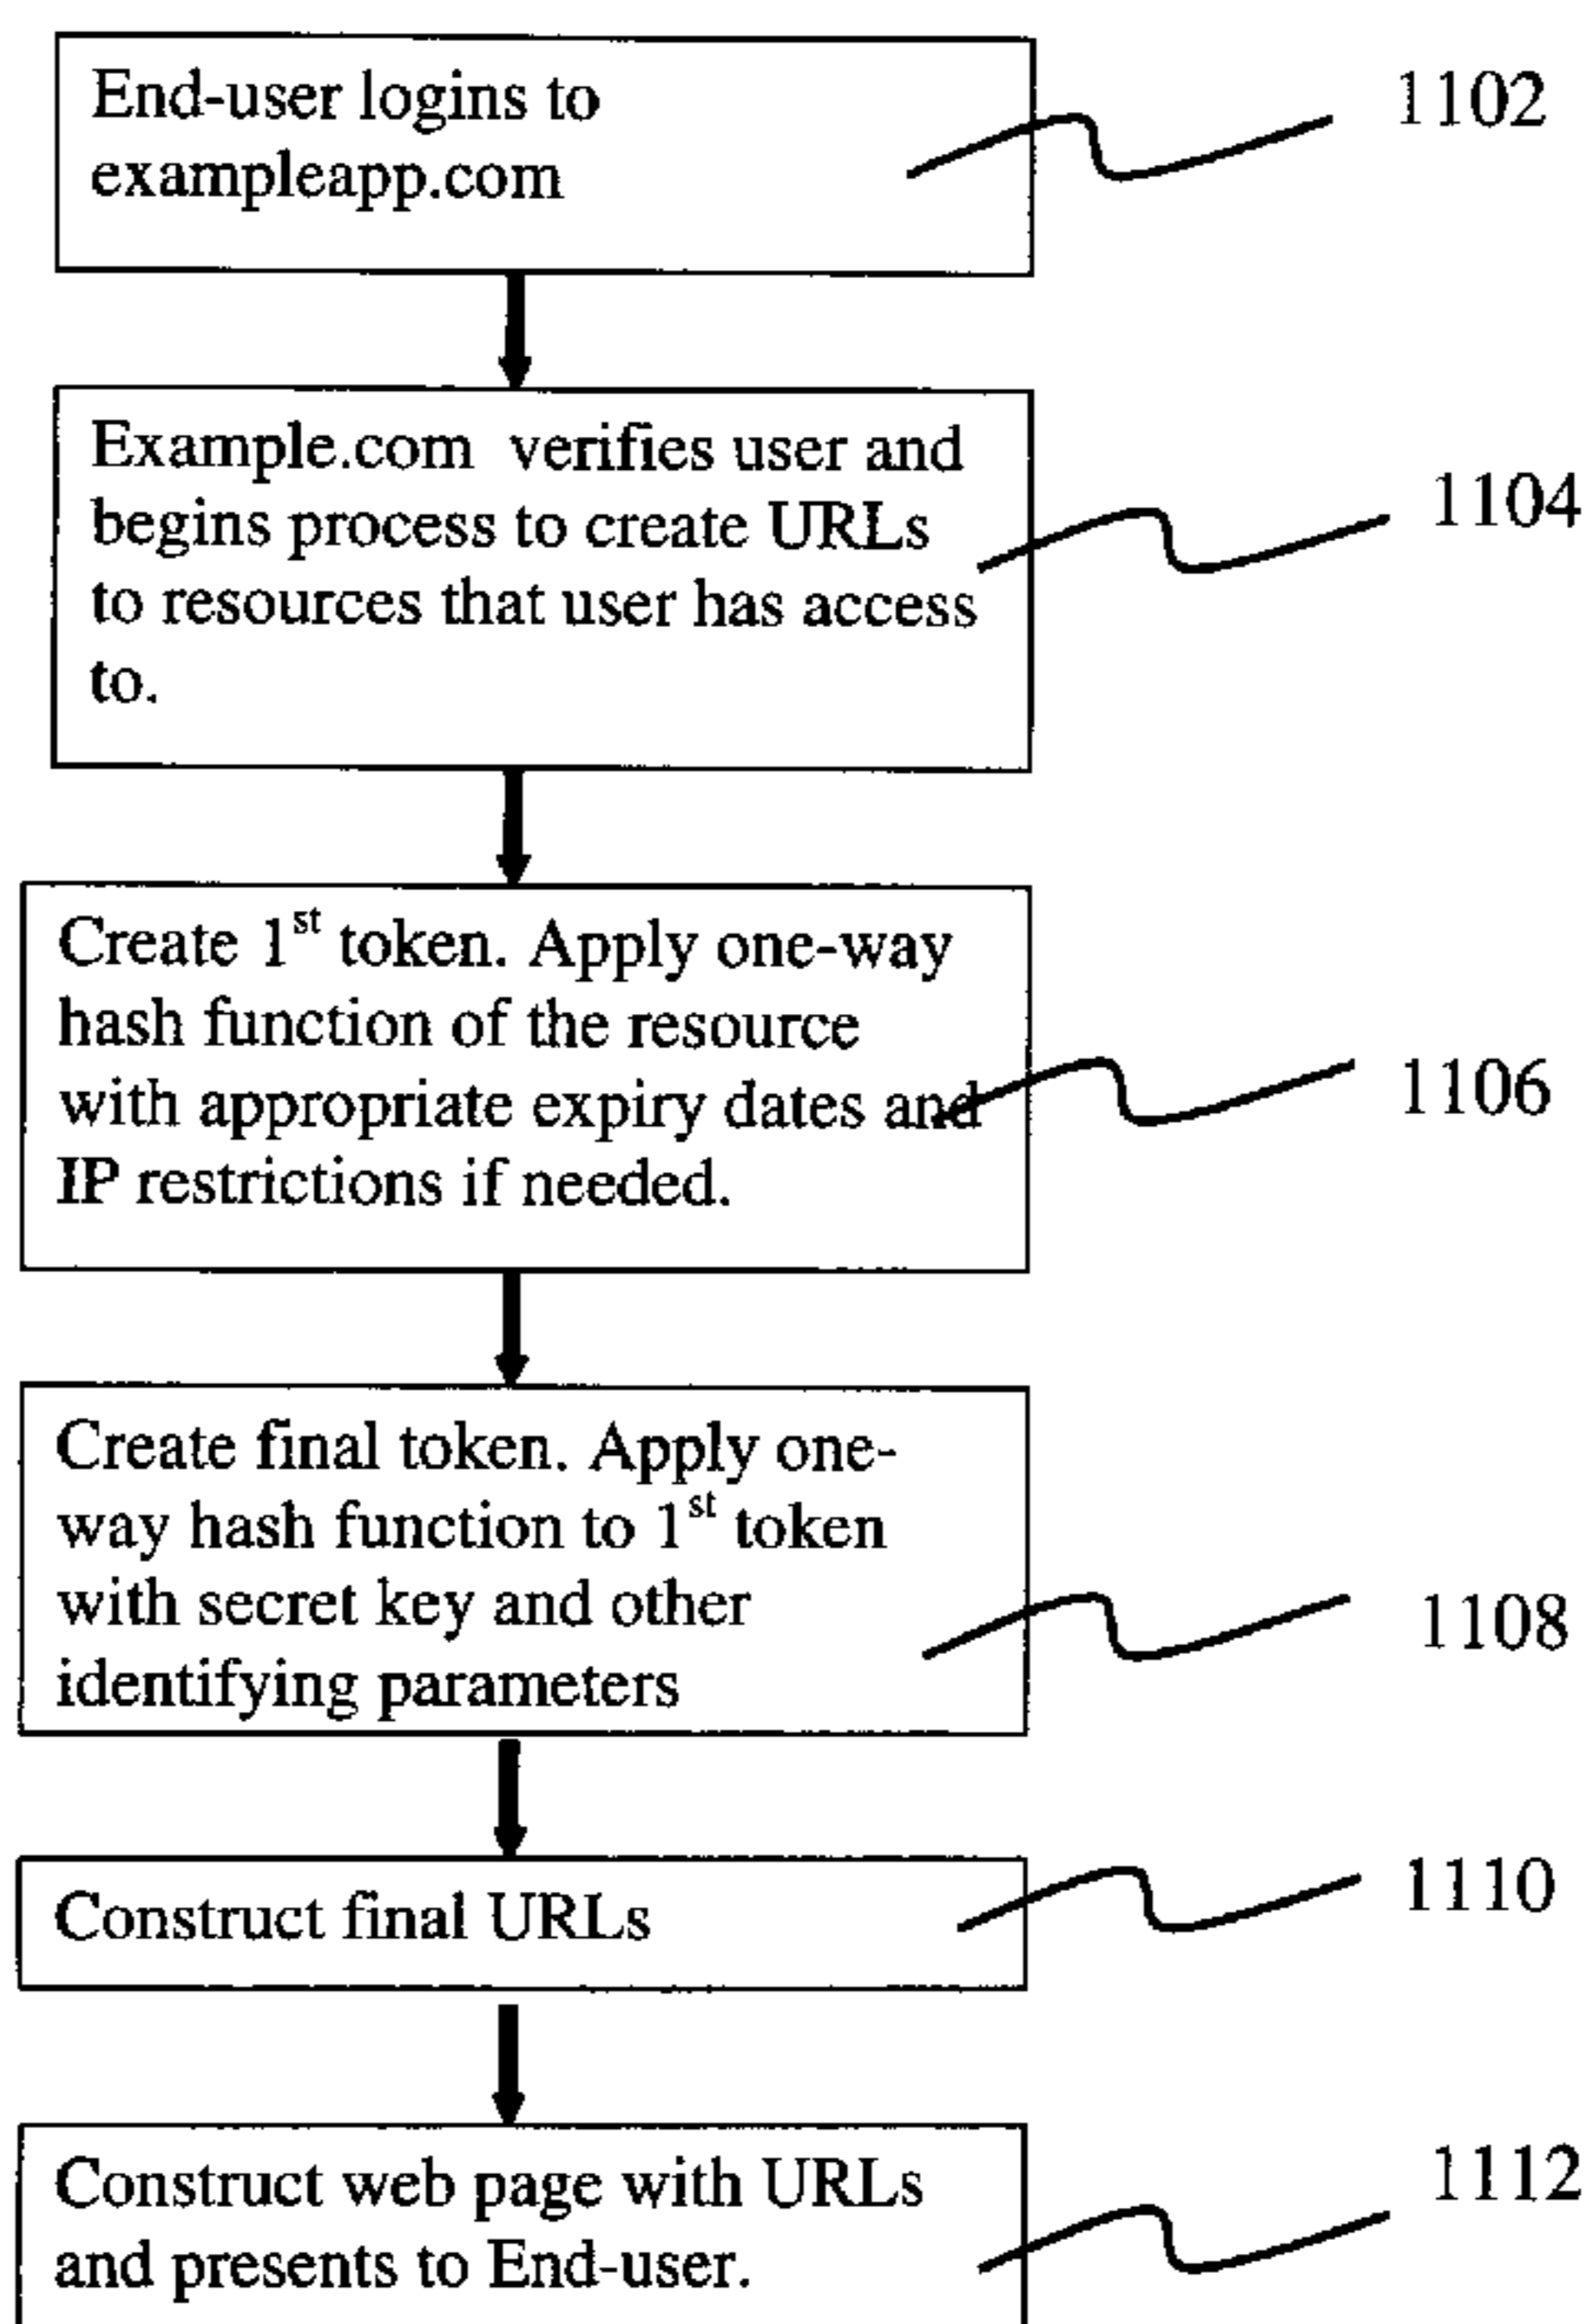 End-user logins to
exampleapp.com
1102
Example.com verifies user and
begins process to create URLs
to resources that user has access
to.
1104
Create 1st token. Apply one-way
hash function of the resource
with appropriate expiry dates and
IP restrictions if needed.
1106
Create final token. Apply one-
way hash function to 1st token
with secret key and other
identifying parameters
1108
Construct final URLs
1110
Construct web page with URLs
and presents to End-user.
1112